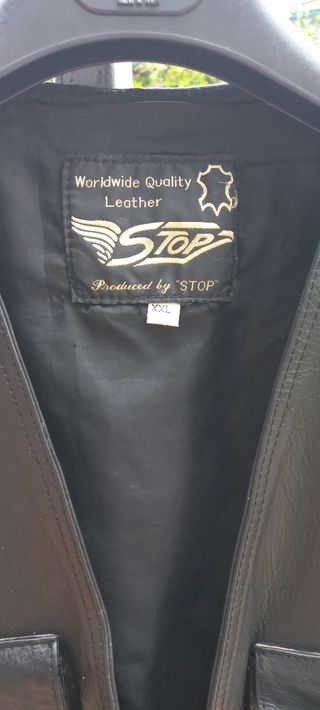 Worldwide Quality
Leather
STOP
Produced by "STOP"
XXL